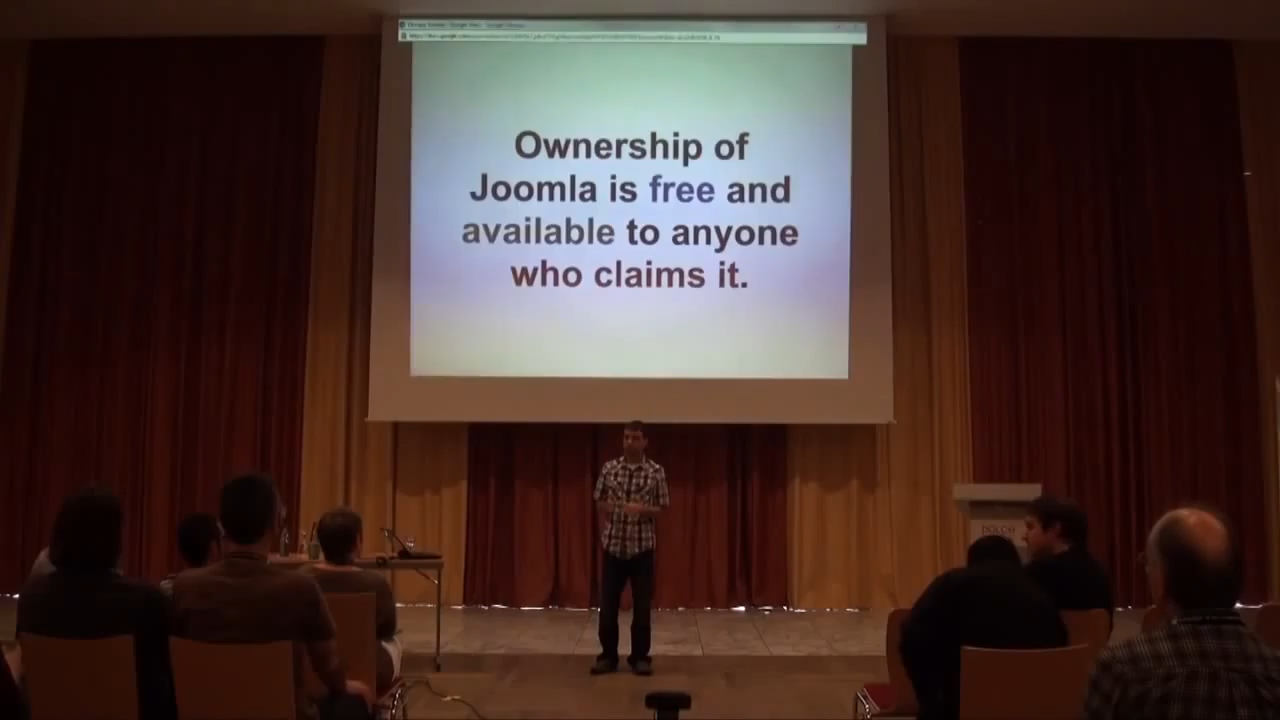 Ownership of
Joomla is free and
available to anyone
who claims it.